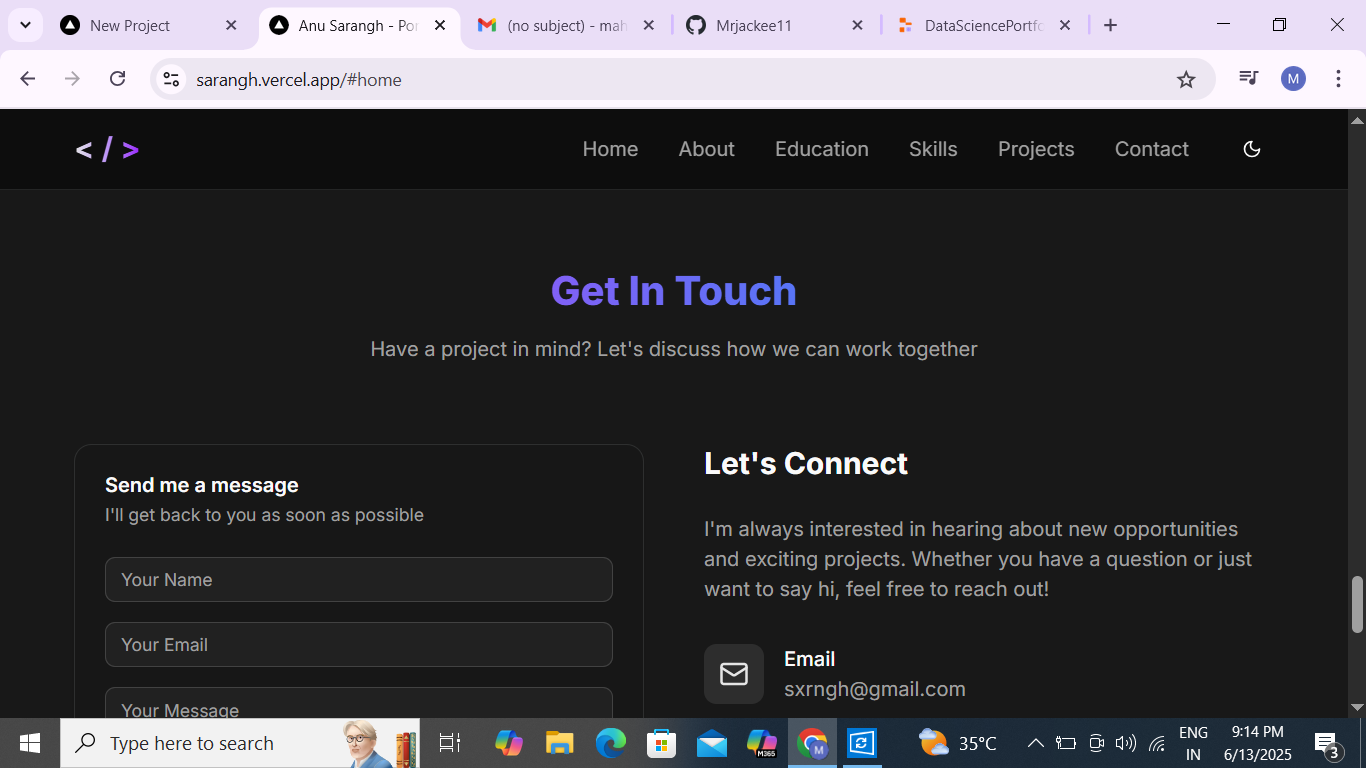 New Project
Anu Sarangh - Por
(no subject) - mah
Mrjackee11
DataSciencePortfo
sarangh.vercel.app/#home
M
</>
Home
About
Education
Skills
Projects
Contact
Get In Touch
Have a project in mind? Let's discuss how we can work together
Send me a message
I'll get back to you as soon as possible
Your Name
Your Email
Your Message
Let's Connect
I'm always interested in hearing about new opportunities
and exciting projects. Whether you have a question or just
want to say hi, feel free to reach out!
Email
sxrngh@gmail.com
Type here to search
M365
M
35°C
ENG
IN
9:14 PM
6/13/2025
3